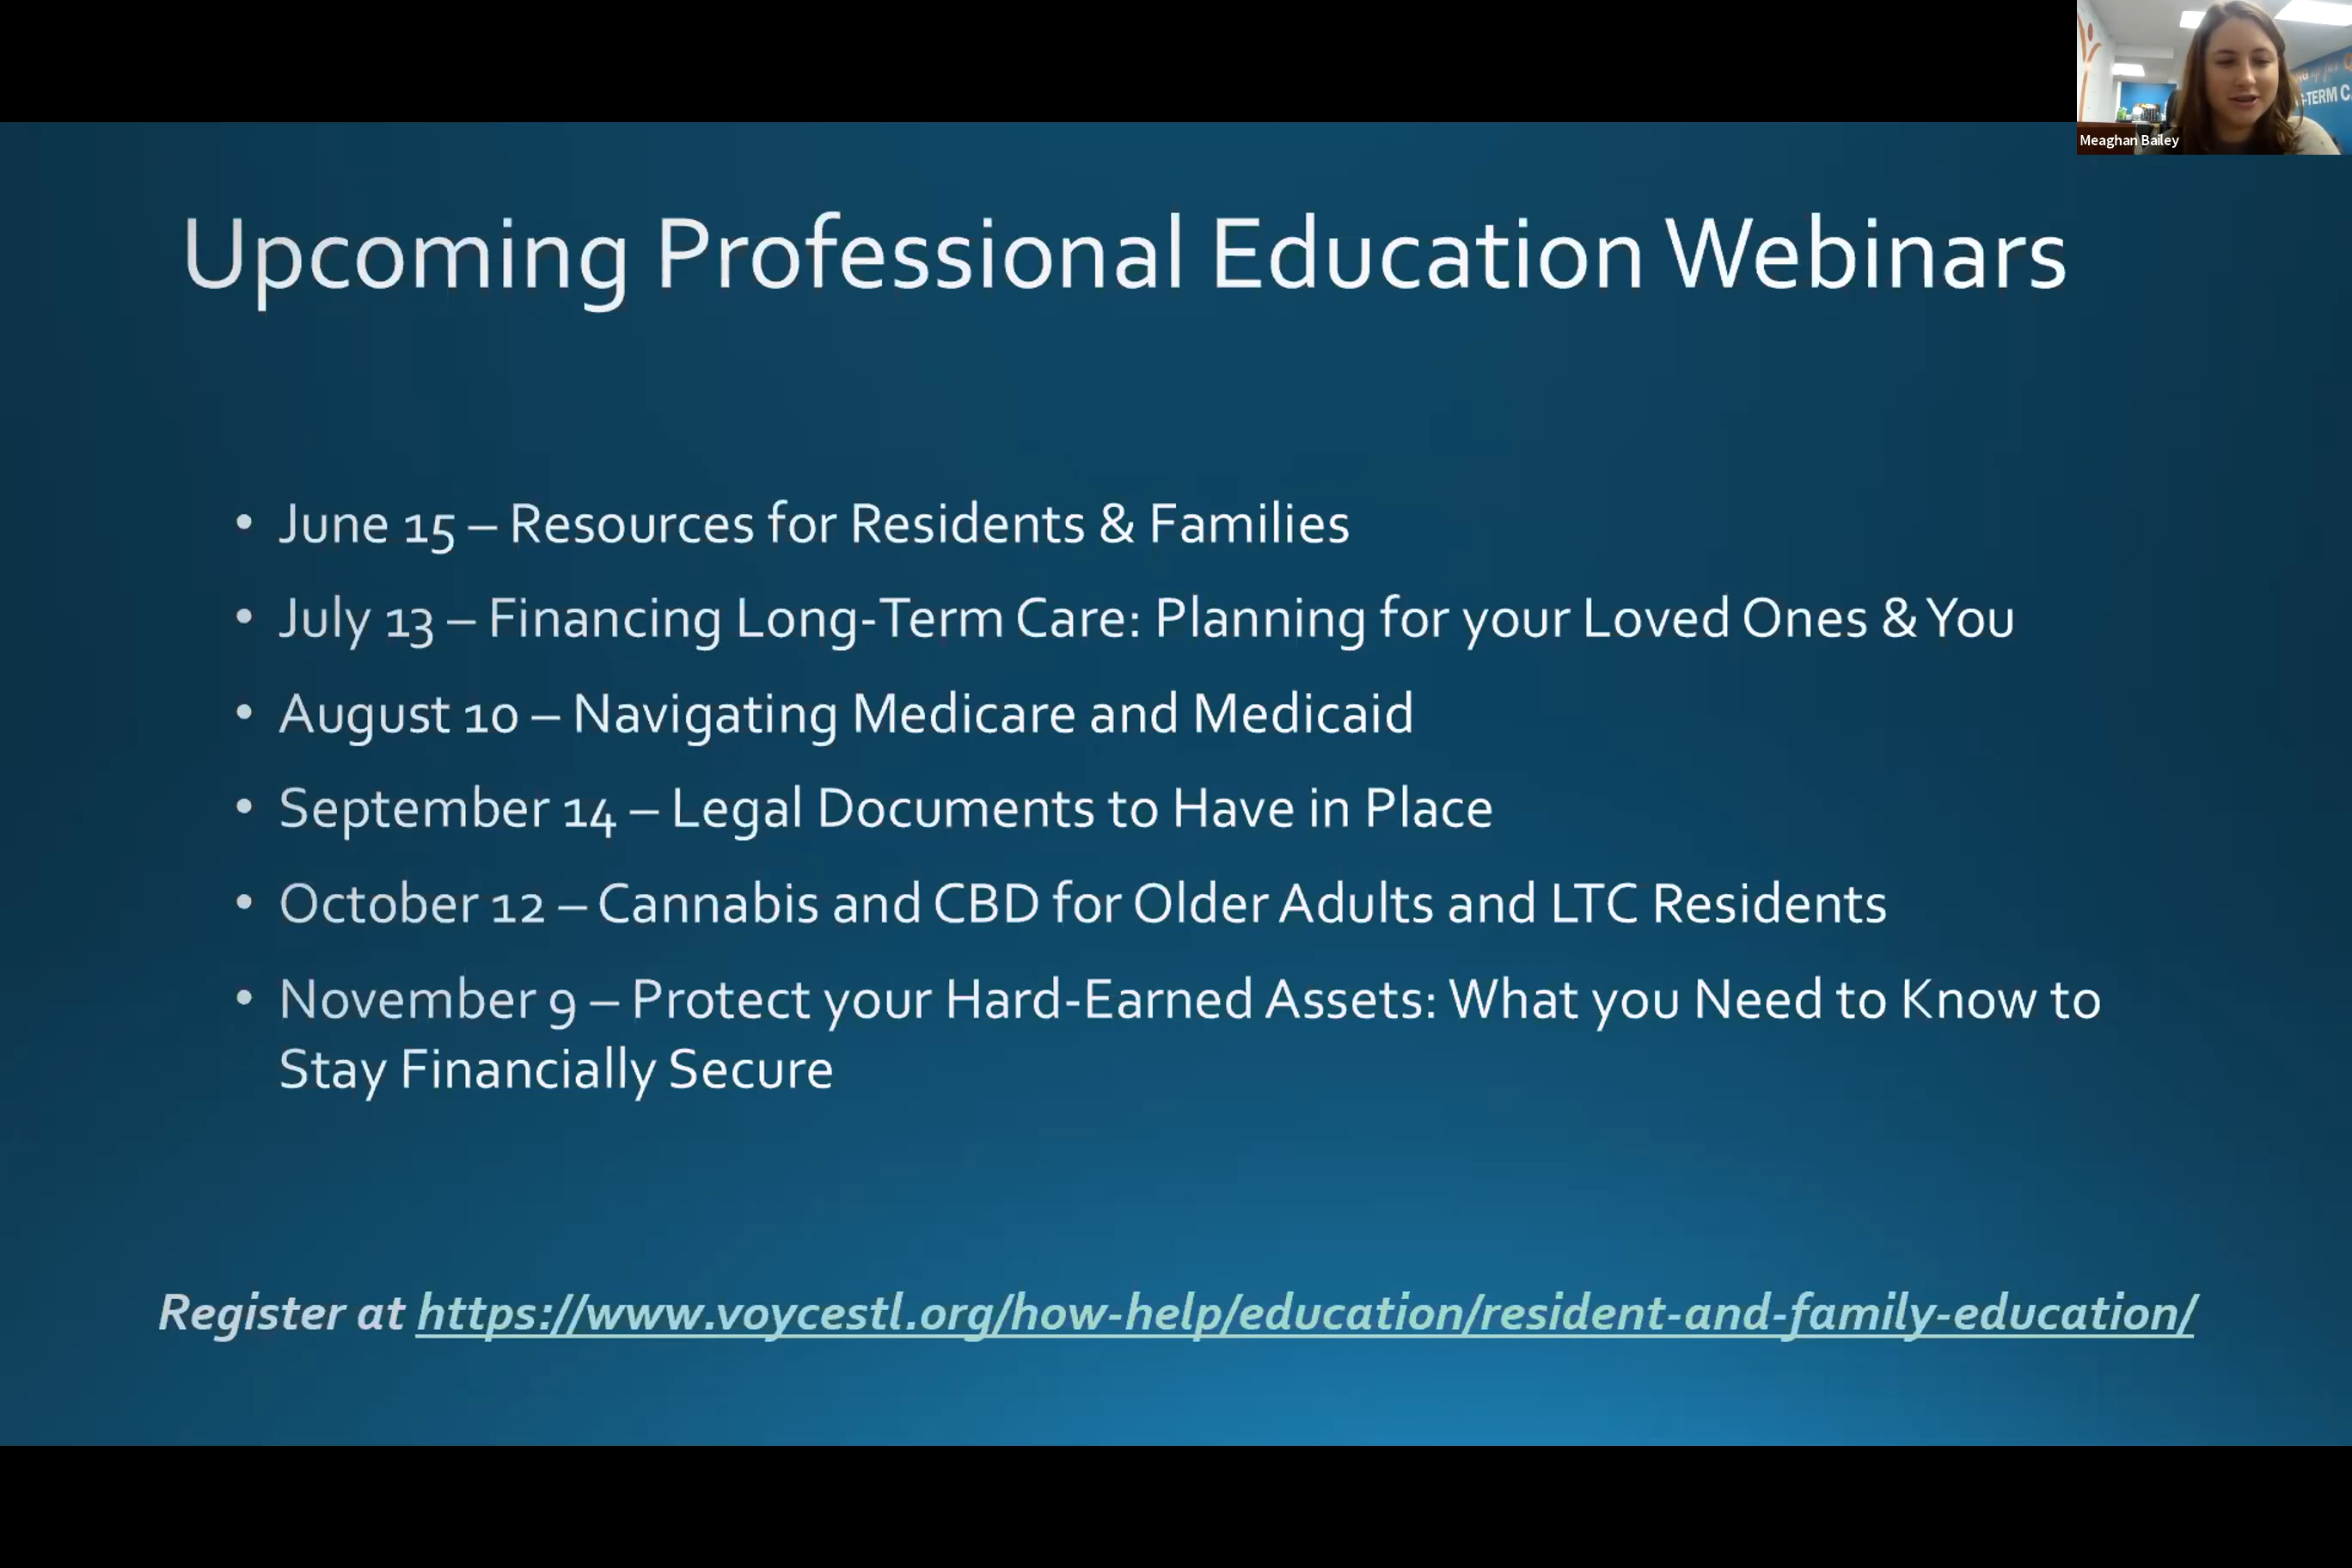 -TERM C
Meaghan Bailey
Upcoming Professional Education Webinars
• June 15 – Resources for Residents & Families
• July 13 – Financing Long-Term Care: Planning for your Loved Ones & You
• August 10 – Navigating Medicare and Medicaid
• September 14 – Legal Documents to Have in Place
• October 12 – Cannabis and CBD for Older Adults and LTC Residents
• November 9 – Protect your Hard-Earned Assets: What you Need to Know to
Stay Financially Secure
Register at https://www.voycestl.org/how-help/education/resident-and-family-education/